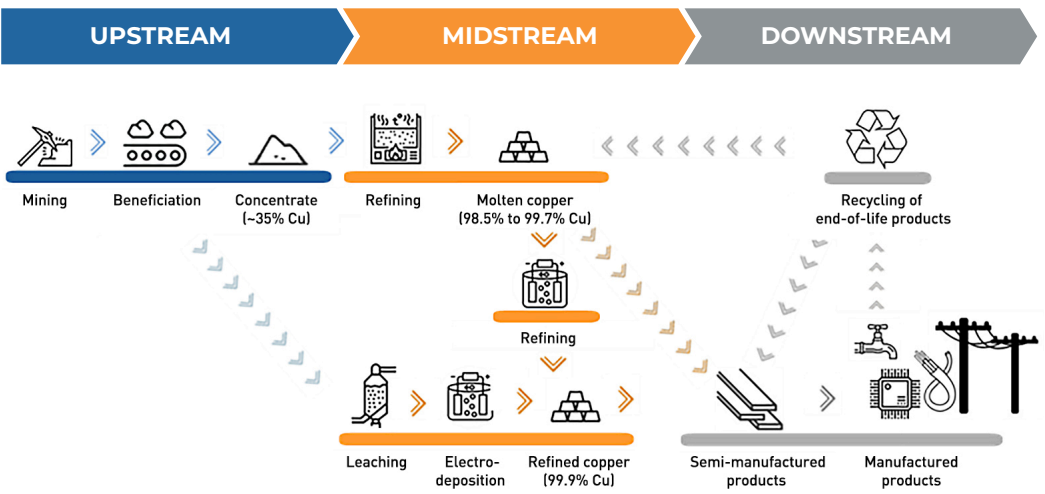 UPSTREAM
MIDSTREAM
DOWNSTREAM
Mining
Beneficiation
Concentrate
(~35% Cu)
Refining
Molten copper
(98.5% to 99.7% Cu)
Recycling of
end-of-life products
Refining
Leaching
Electro-
deposition
Refined copper
(99.9% Cu)
Semi-manufactured
products
Manufactured
products